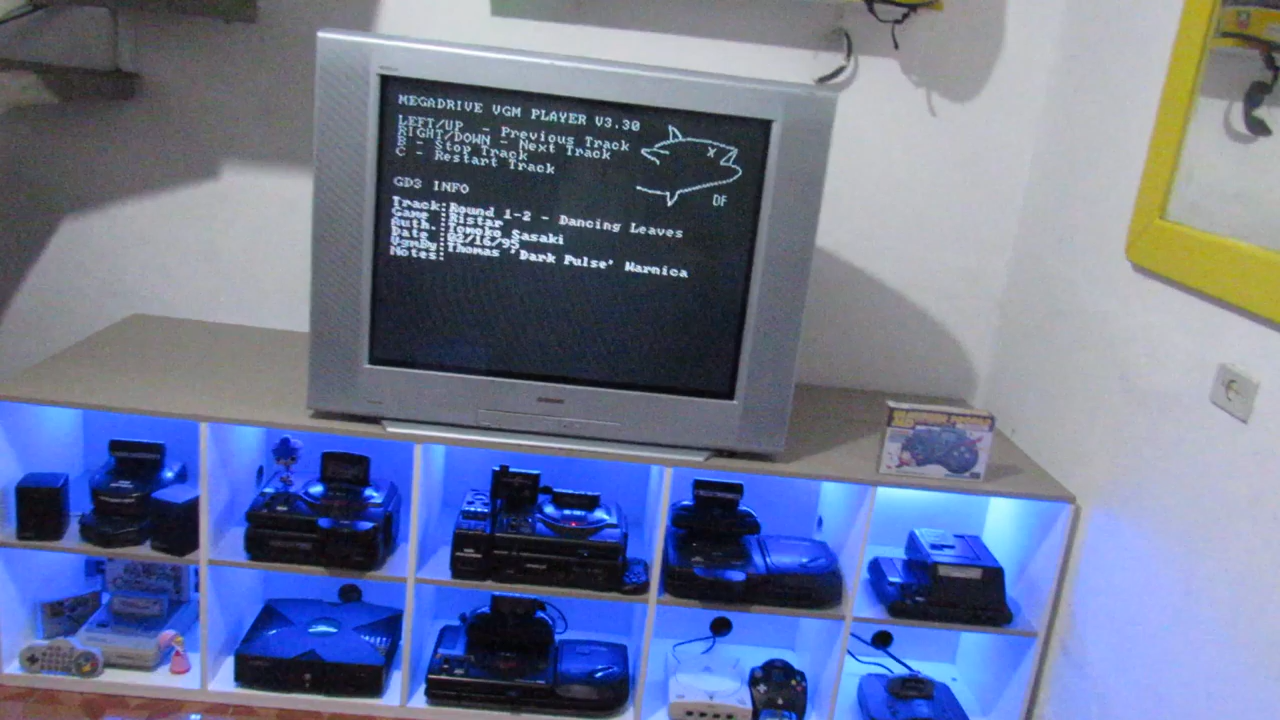 MEGADRIVE VGM PLAYER V3.30
LEFT/UP - Previous Track
RIGHT/DOWN - Next Track
B - Stop Track
C - Restart Track
DF
GD3 INFO
Track: Round 1-2 - Dancing Leaves
Game : Ristar
Auth.: Tomoko Sasaki
Date : 02/16/95
VgmBy: Thomas 'Dark Pulse' Warnica
Notes: